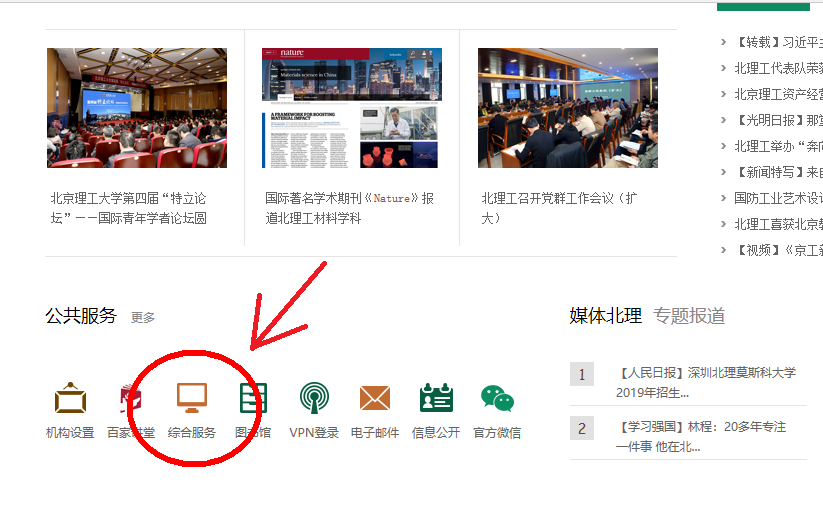 nature
Materials science in China
A FRAMEWORK FOR BOOSTING
MATERIAL IMPACT
北京理工大学第四届“特立论
坛”——国际青年学者论坛圆
国际著名学术期刊《Nature》报
道北理工材料学科
北理工召开党群工作会议（扩
大）
【转载】习近平主
北理工代表队荣获
北京理工资产经营
【光明日报】那堂
北理工举办“奔向
【新闻特写】来自
国防工业艺术设计
北理工喜获北京教
【视频】《京工新
公共服务 更多
机构设置 百家讲堂 综合服务 图书馆 VPN登录 电子邮件 信息公开 官方微信
媒体北理 专题报道
1 【人民日报】深圳北理莫斯科大学
2019年招生...
2 【学习强国】林程：20多年专注
一件事 他在北...